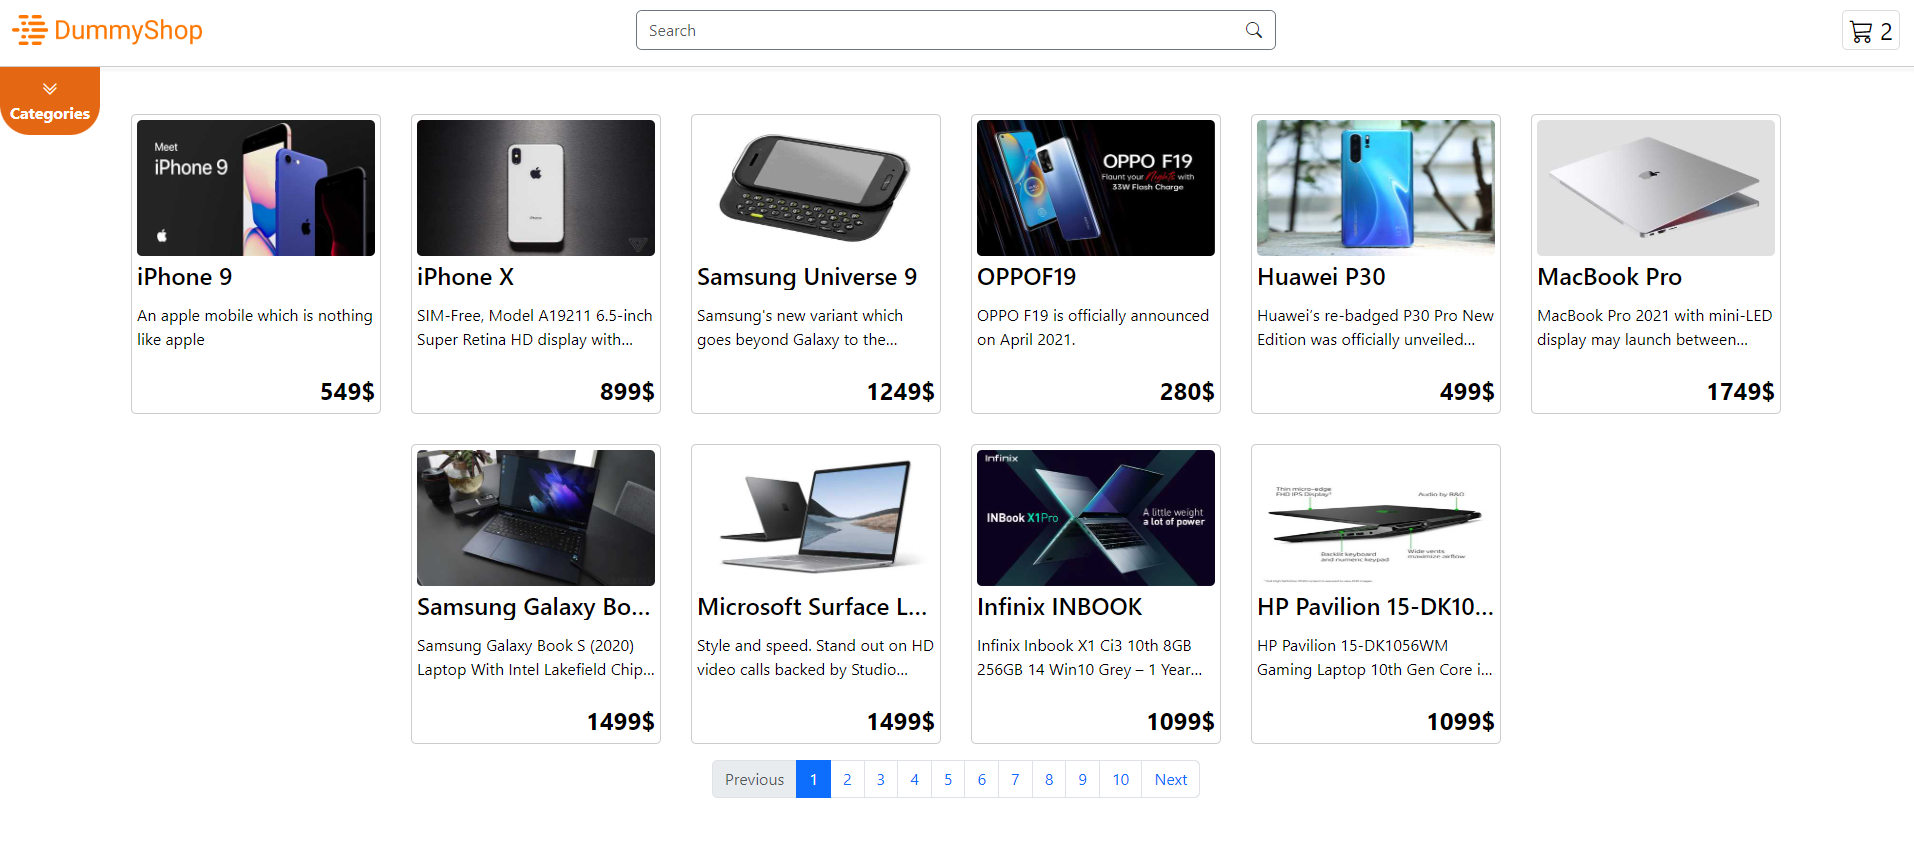 DummyShop
Search
2
Categories
Meet
iPhone 9
OPPO F19
Flaunt your Nights with
33W Flash Charge
iPhone 9
iPhone X
Samsung Universe 9
OPPOF19
Huawei P30
MacBook Pro
An apple mobile which is nothing
like apple
SIM-Free, Model A19211 6.5-inch
Super Retina HD display with...
Samsung's new variant which
goes beyond Galaxy to the...
OPPO F19 is officially announced
on April 2021.
Huawei’s re-badged P30 Pro New
Edition was officially unveiled...
MacBook Pro 2021 with mini-LED
display may launch between...
549$
899$
1249$
280$
499$
1749$
Infinix
INBook X1Pro
A little weight
a lot of power
Thin micro-edge
FHD IPS Display*
Audio by B&O
Backlit keyboard
and numeric keypad
Wide vents
maximize airflow
Samsung Galaxy Bo...
Microsoft Surface L...
Infinix INBOOK
HP Pavilion 15-DK10...
Samsung Galaxy Book S (2020)
Laptop With Intel Lakefield Chip...
Style and speed. Stand out on HD
video calls backed by Studio...
Infinix Inbook X1 Ci3 10th 8GB
256GB 14 Win10 Grey – 1 Year...
HP Pavilion 15-DK1056WM
Gaming Laptop 10th Gen Core i...
1499$
1499$
1099$
1099$
Previous 1 2 3 4 5 6 7 8 9 10 Next